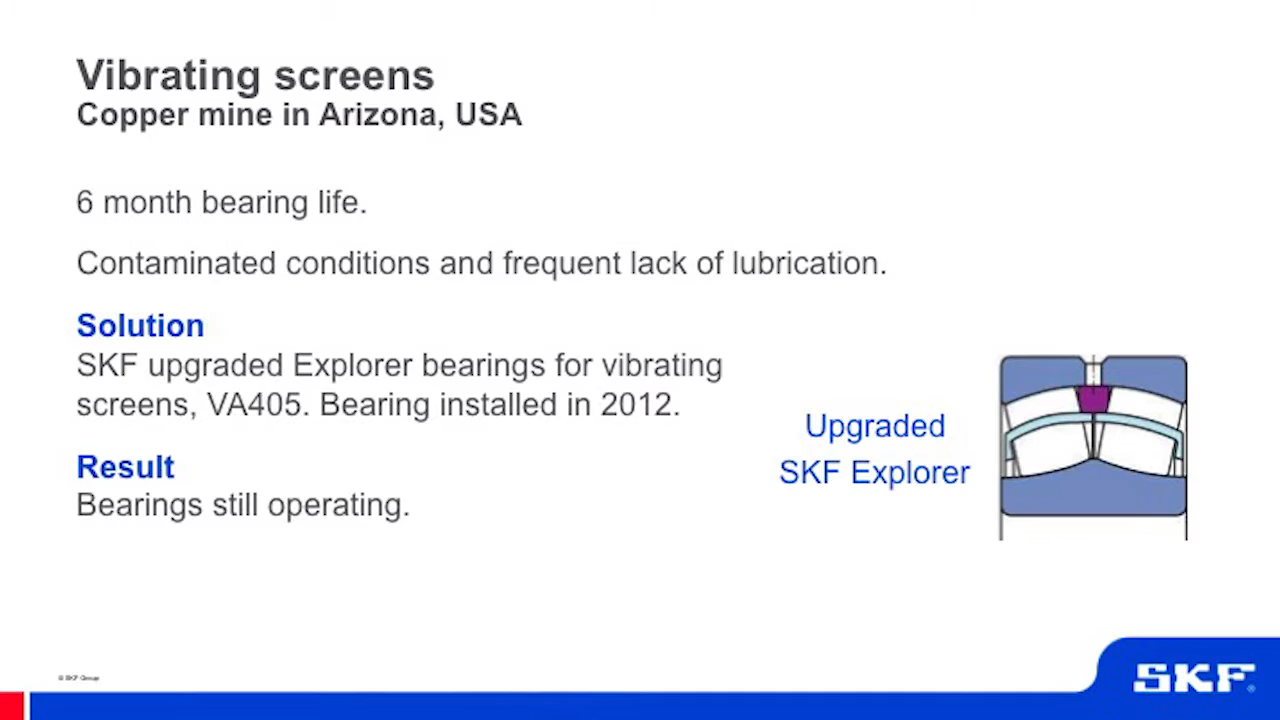 Vibrating screens
Copper mine in Arizona, USA
6 month bearing life.
Contaminated conditions and frequent lack of lubrication.
Solution
SKF upgraded Explorer bearings for vibrating
screens, VA405. Bearing installed in 2012.
Result
Bearings still operating.
Upgraded
SKF Explorer
© SKF Group
SKF®